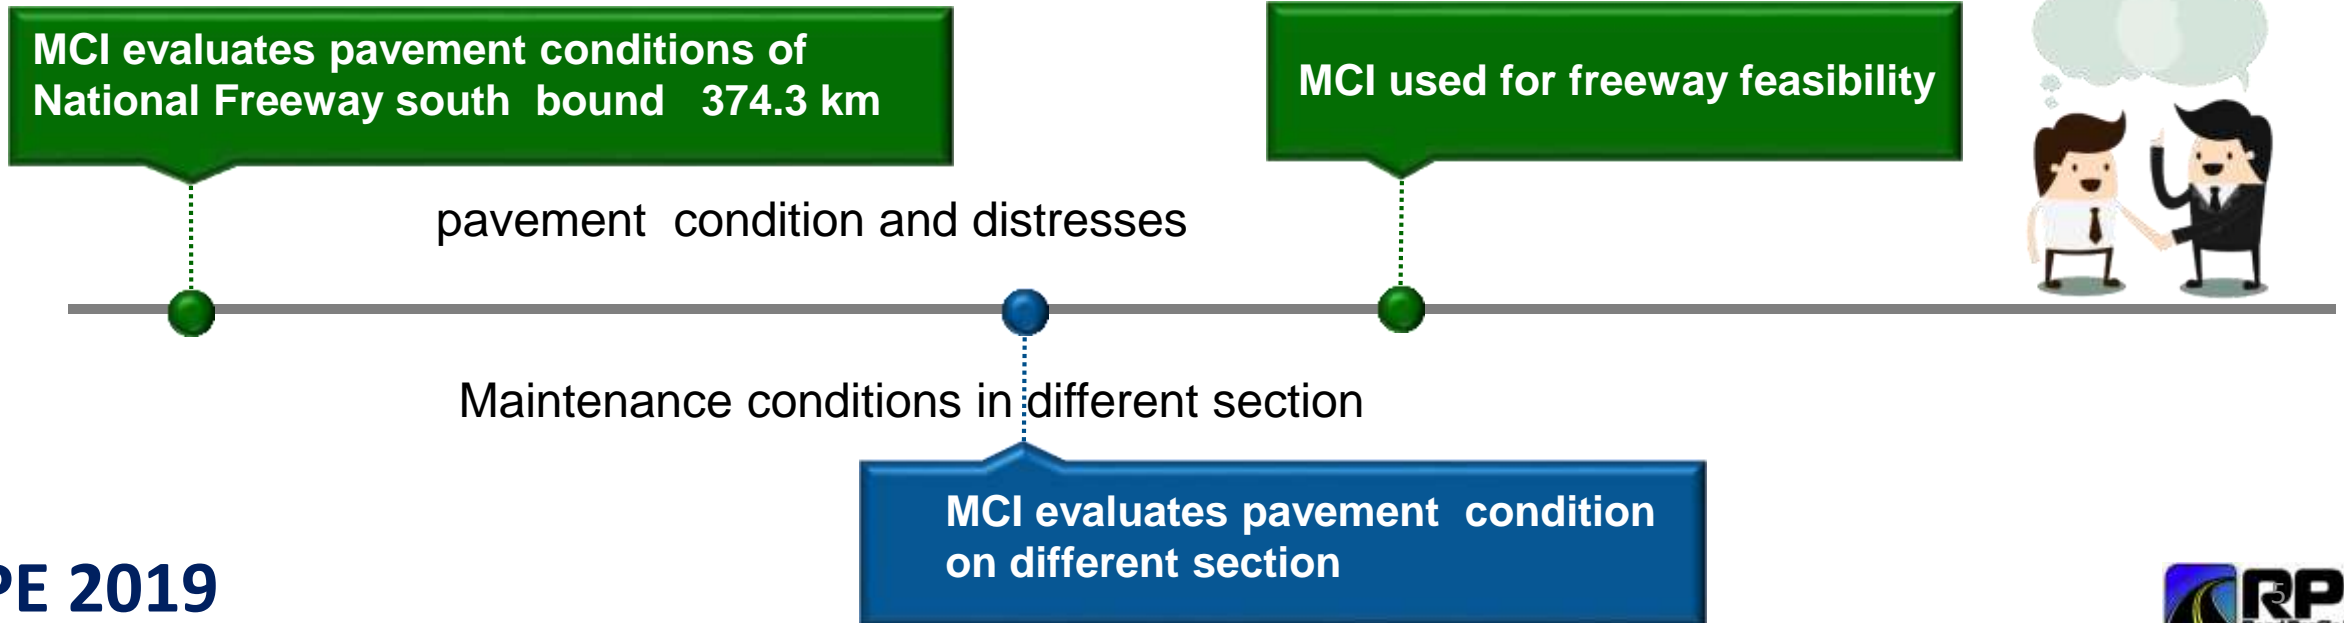 MCI evaluates pavement conditions of
National Freeway south bound 374.3 km
MCI used for freeway feasibility
pavement condition and distresses
Maintenance conditions in different section
MCI evaluates pavement condition
on different section
PE 2019
RP
5